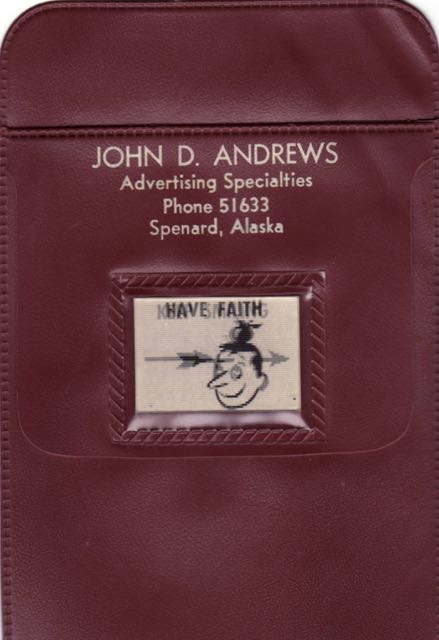 JOHN D. ANDREWS
Advertising Specialties
Phone 51633
Spenard, Alaska
HAVE FAITH